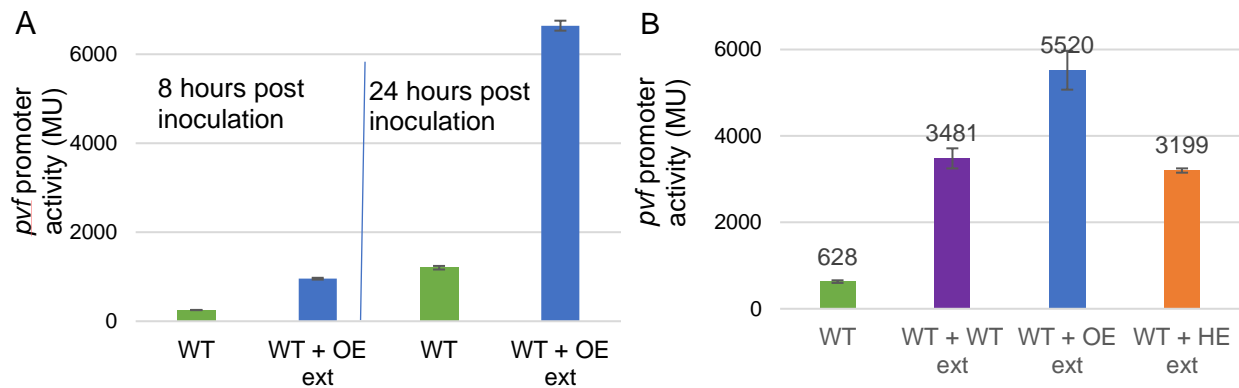 A
pvf promoter
activity (MU)
6000
4000
2000
0
8 hours post
inoculation
24 hours post
inoculation
WT
WT + OE
ext
WT
WT + OE
ext
B
pvf promoter
activity (MU)
6000
4000
2000
0
628
3481
5520
3199
WT
WT + WT
ext
WT + OE
ext
WT + HE
ext